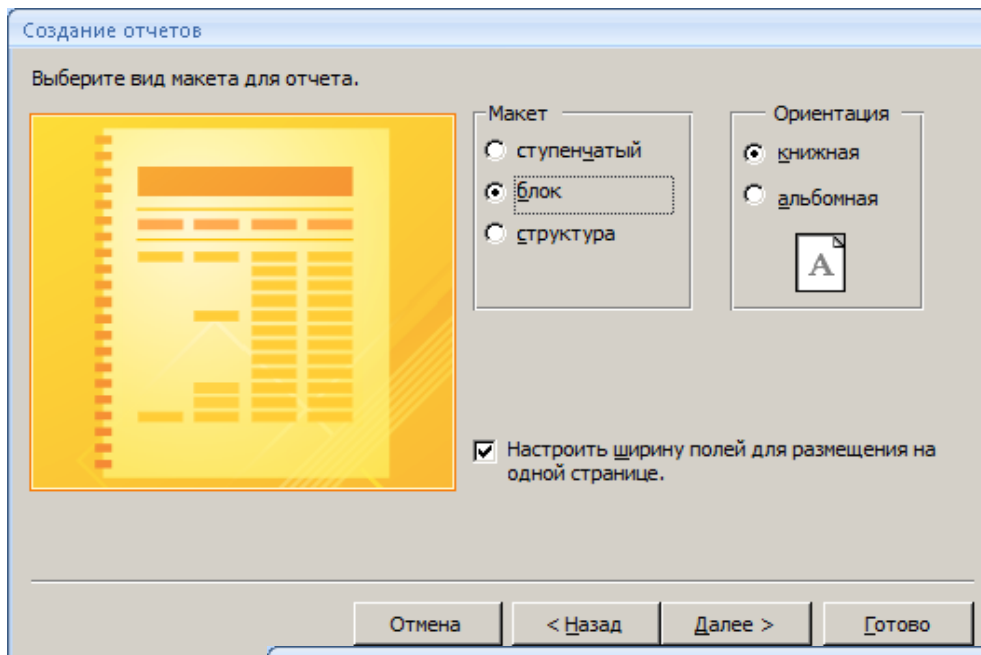 Создание отчетов
Выберите вид макета для отчета.
Макет
ступенчатый
блок
структура
Ориентация
книжная
альбомная
A
Настроить ширину полей для размещения на
одной странице.
Отмена
< Назад
Далее >
Готово